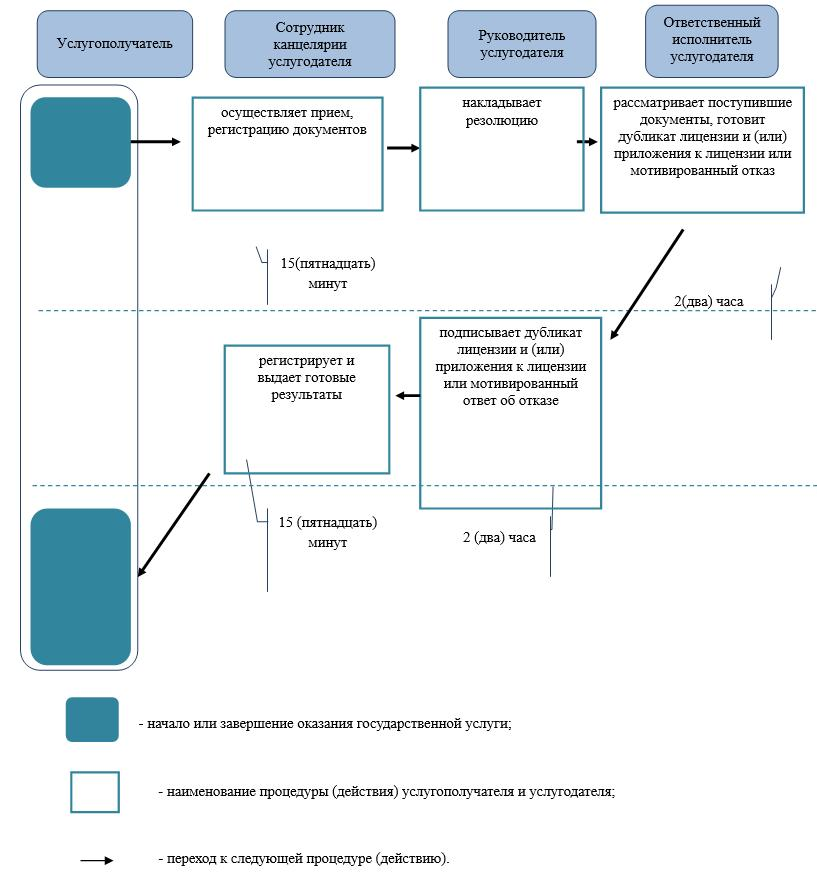 Услугополучатель
Сотрудник
канцелярии
услугодателя
Руководитель
услугодателя
Ответственный
исполнитель
услугодателя
осуществляет прием,
регистрацию документов
накладывает
резолюцию
рассматривает поступившие
документы, готовит
дубликат лицензии и (или)
приложения к лицензии или
мотивированный отказ
15(пятнадцать)
минут
2(два) часа
регистрирует и
выдает готовые
результаты
подписывает дубликат
лицензии и (или)
приложения к лицензии
или мотивированный
ответ об отказе
15 (пятнадцать)
минут
2 (два) часа
- начало или завершение оказания государственной услуги;
- наименование процедуры (действия) услугополучателя и услугодателя;
- переход к следующей процедуре (действию).